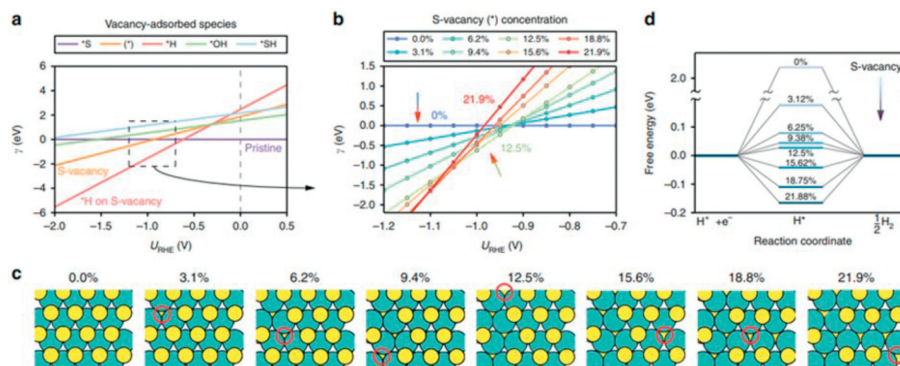 a
Vacancy-adsorbed species
*S (*) *H *OH *SH
γ (eV)
6
4
2
0
−2
−4
−6
Pristine
S-vacancy
*H on S-vacancy
−2.0 −1.5 −1.0 −0.5 0.0 0.5
U_RHE (V)
b
S-vacancy (*) concentration
0.0% 6.2% 12.5% 18.8%
3.1% 9.4% 15.6% 21.9%
γ (eV)
1.5
1.0
0.5
0.0
−0.5
−1.0
−1.5
−2.0
0%
21.9%
12.5%
−1.2 −1.1 −1.0 −0.9 −0.8 −0.7
U_RHE (V)
d
Free energy (eV)
2.0
0.1
0.0
−0.1
−0.2
0%
S-vacancy
3.12%
6.25%
9.38%
12.5%
15.62%
18.75%
21.88%
H⁺ +e⁻ H* ½H₂
Reaction coordinate
c
0.0% 3.1% 6.2% 9.4% 12.5% 15.6% 18.8% 21.9%